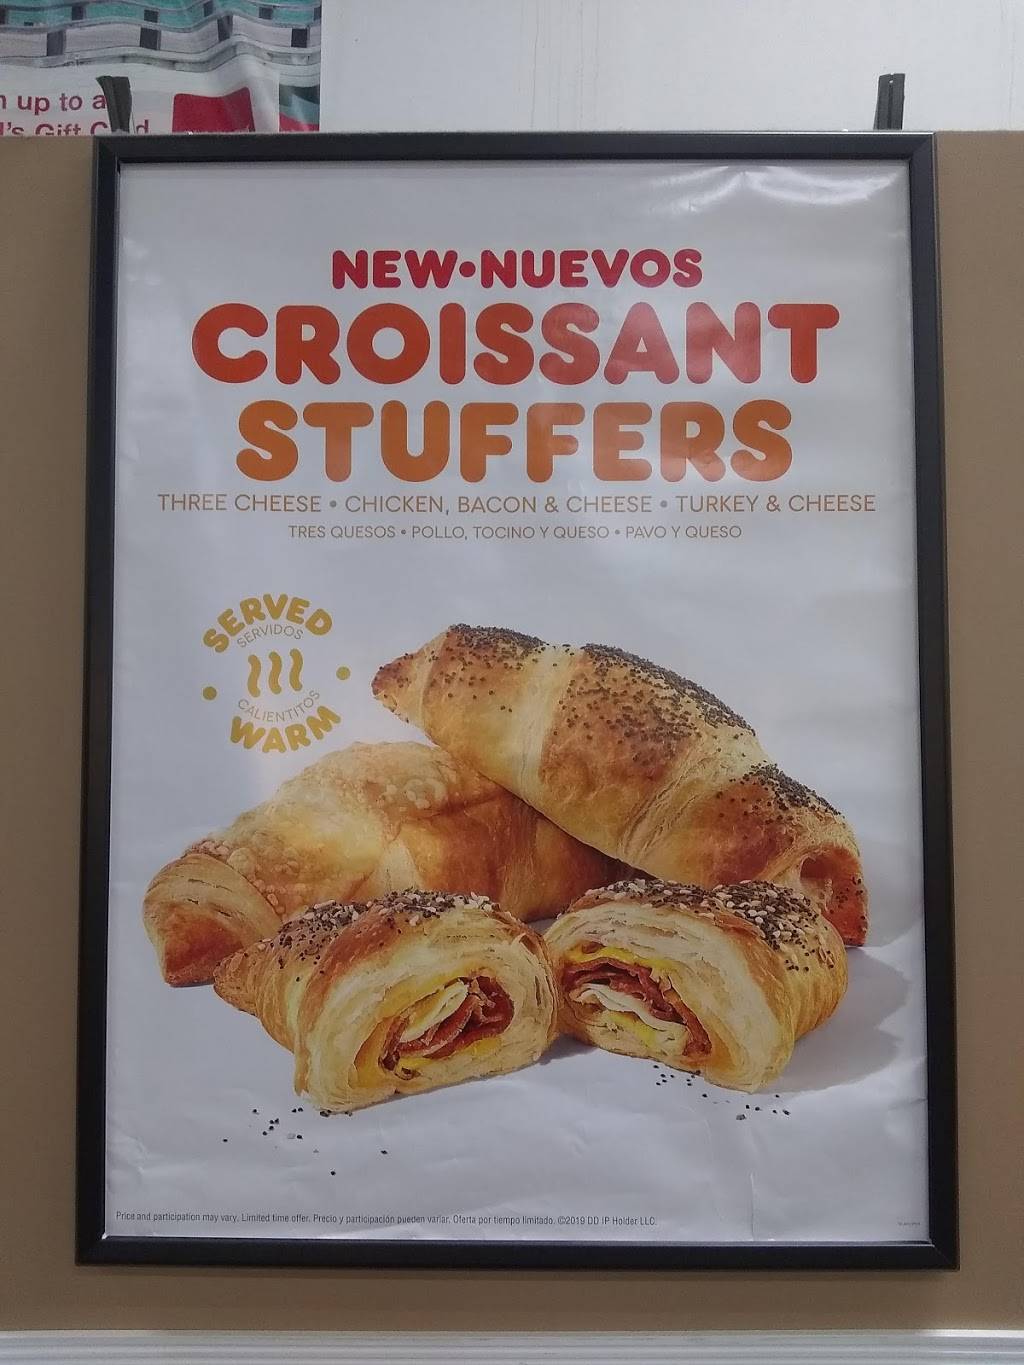 up to a
Gift
NEW•NUEVOS
CROISSANT
STUFFERS
THREE CHEESE • CHICKEN, BACON & CHEESE • TURKEY & CHEESE
TRES QUESOS • POLLO, TOCINO Y QUESO • PAVO Y QUESO
SERVED
SERVIDOS
CALIENTITOS
WARM
Price and participation may vary. Limited time offer. Precio y participación pueden variar. Oferta por tiempo limitado. ©2019 DD IP Holder LLC.